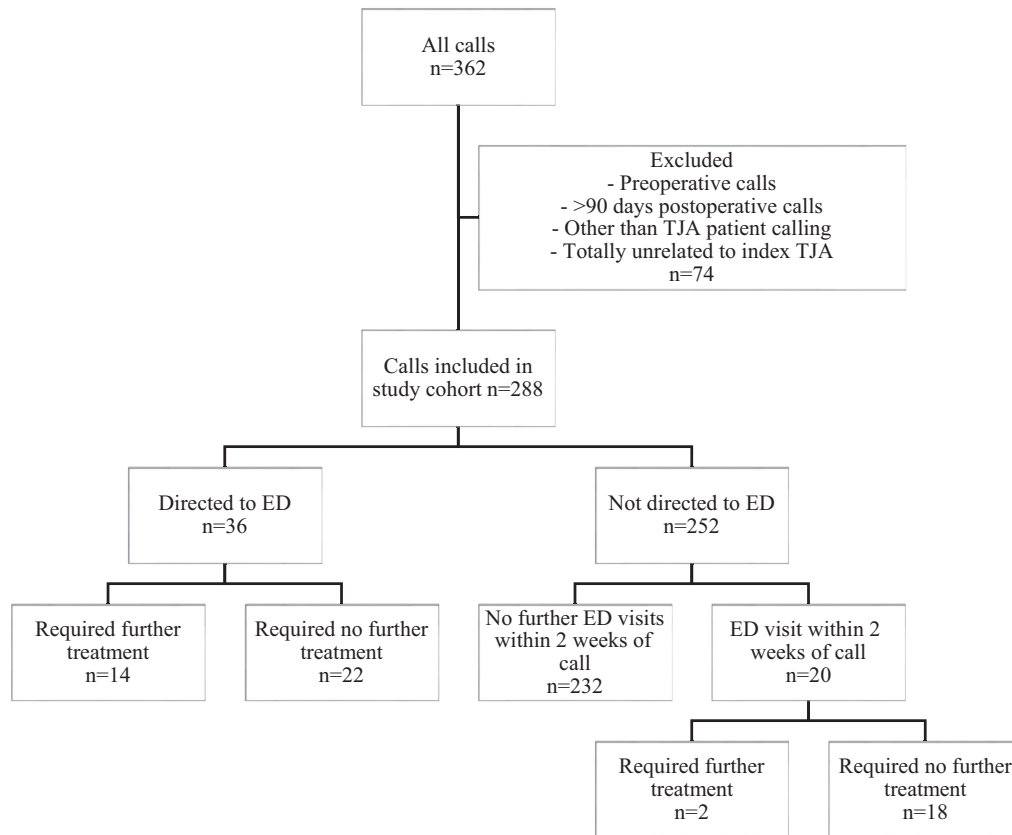 All calls
n=362
Excluded
- Preoperative calls
- >90 days postoperative calls
- Other than TJA patient calling
- Totally unrelated to index TJA
n=74
Calls included in
study cohort n=288
Directed to ED
n=36
Not directed to ED
n=252
Required further
treatment
n=14
Required no further
treatment
n=22
No further ED visits
within 2 weeks of
call
n=232
ED visit within 2
weeks of call
n=20
Required further
treatment
n=2
Required no further
treatment
n=18